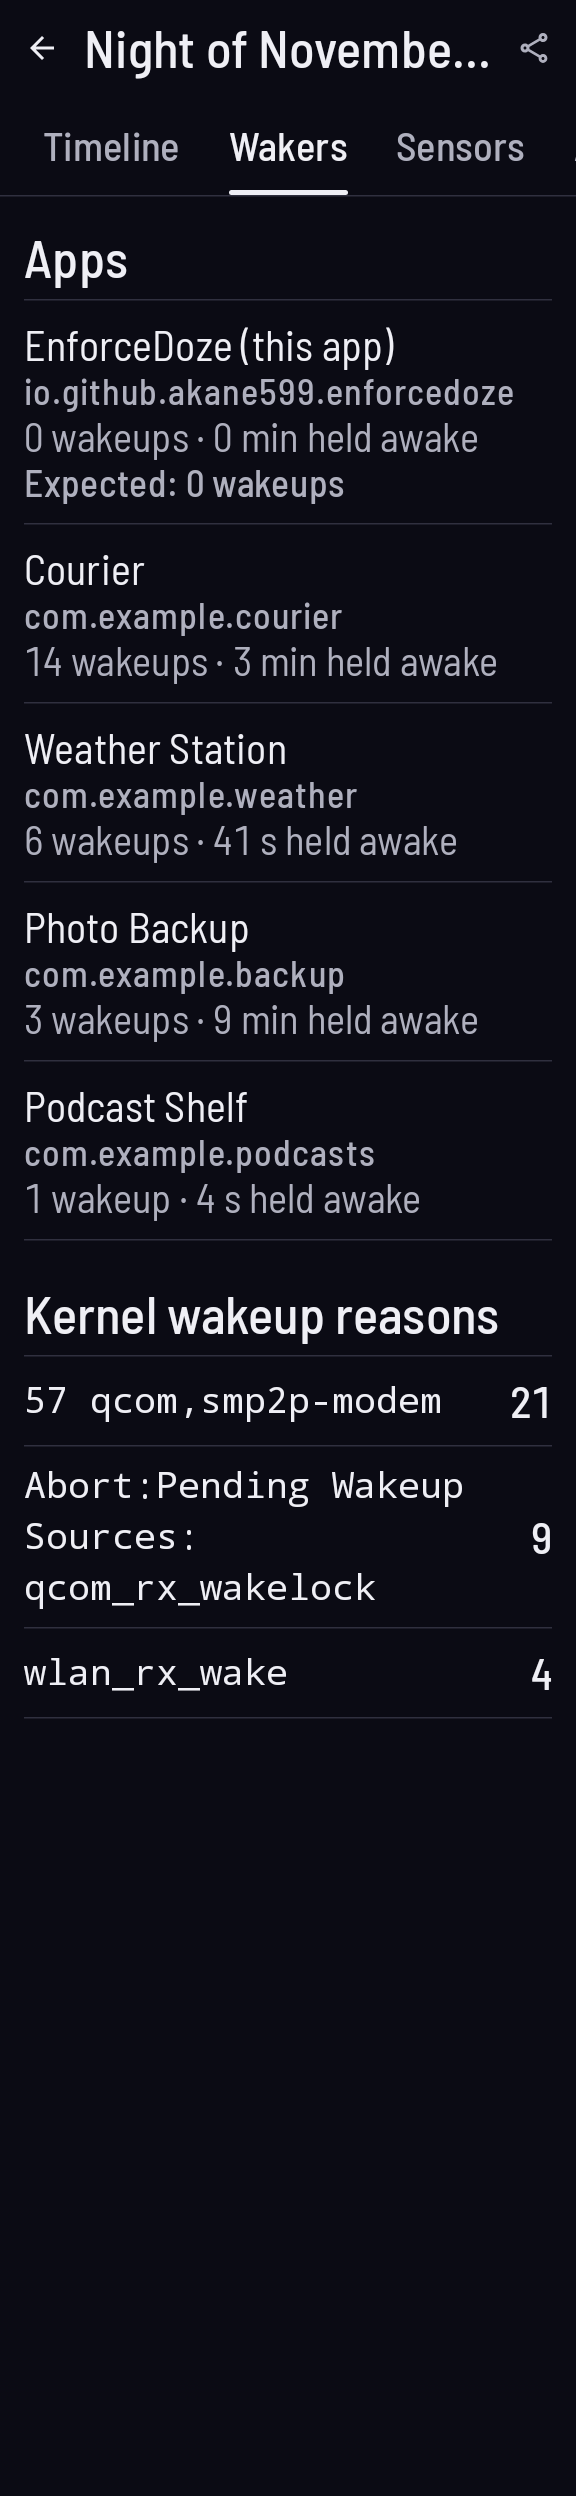 Night of Novembe...
Timeline Wakers Sensors
Apps
EnforceDoze (this app)
io.github.akane599.enforcedoze
0 wakeups · 0 min held awake
Expected: 0 wakeups
Courier
com.example.courier
14 wakeups · 3 min held awake
Weather Station
com.example.weather
6 wakeups · 41 s held awake
Photo Backup
com.example.backup
3 wakeups · 9 min held awake
Podcast Shelf
com.example.podcasts
1 wakeup · 4 s held awake
Kernel wakeup reasons
57 qcom,smp2p-modem 21
Abort:Pending Wakeup
Sources: 9
qcom_rx_wakelock
wlan_rx_wake 4